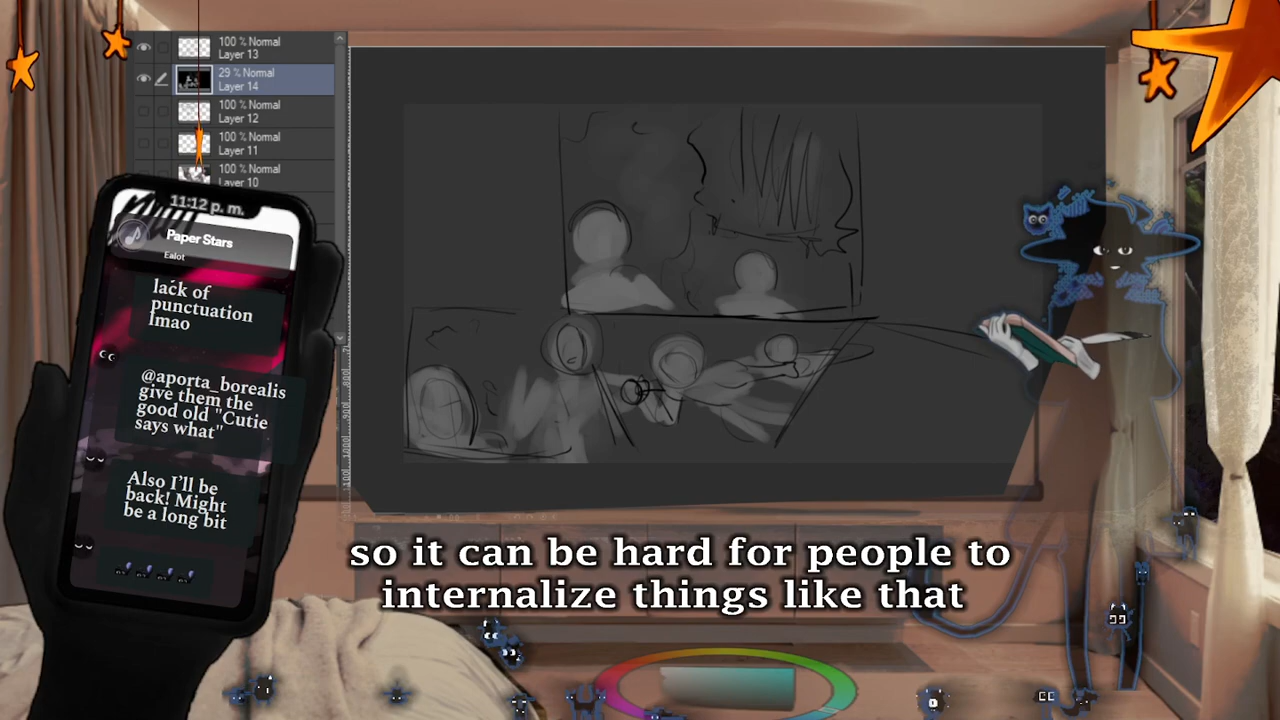 100 % Normal
Layer 13
29 % Normal
Layer 14
100 % Normal
Layer 12
100 % Normal
Layer 11
100 % Normal
Layer 10
11:12 p. m.
Paper Stars
Ealot
lack of
punctuation
lmao
@aporta_borealis
give them the
good old "Cutie
says what"
Also I'll be
back! Might
be a long bit
so it can be hard for people to
internalize things like that